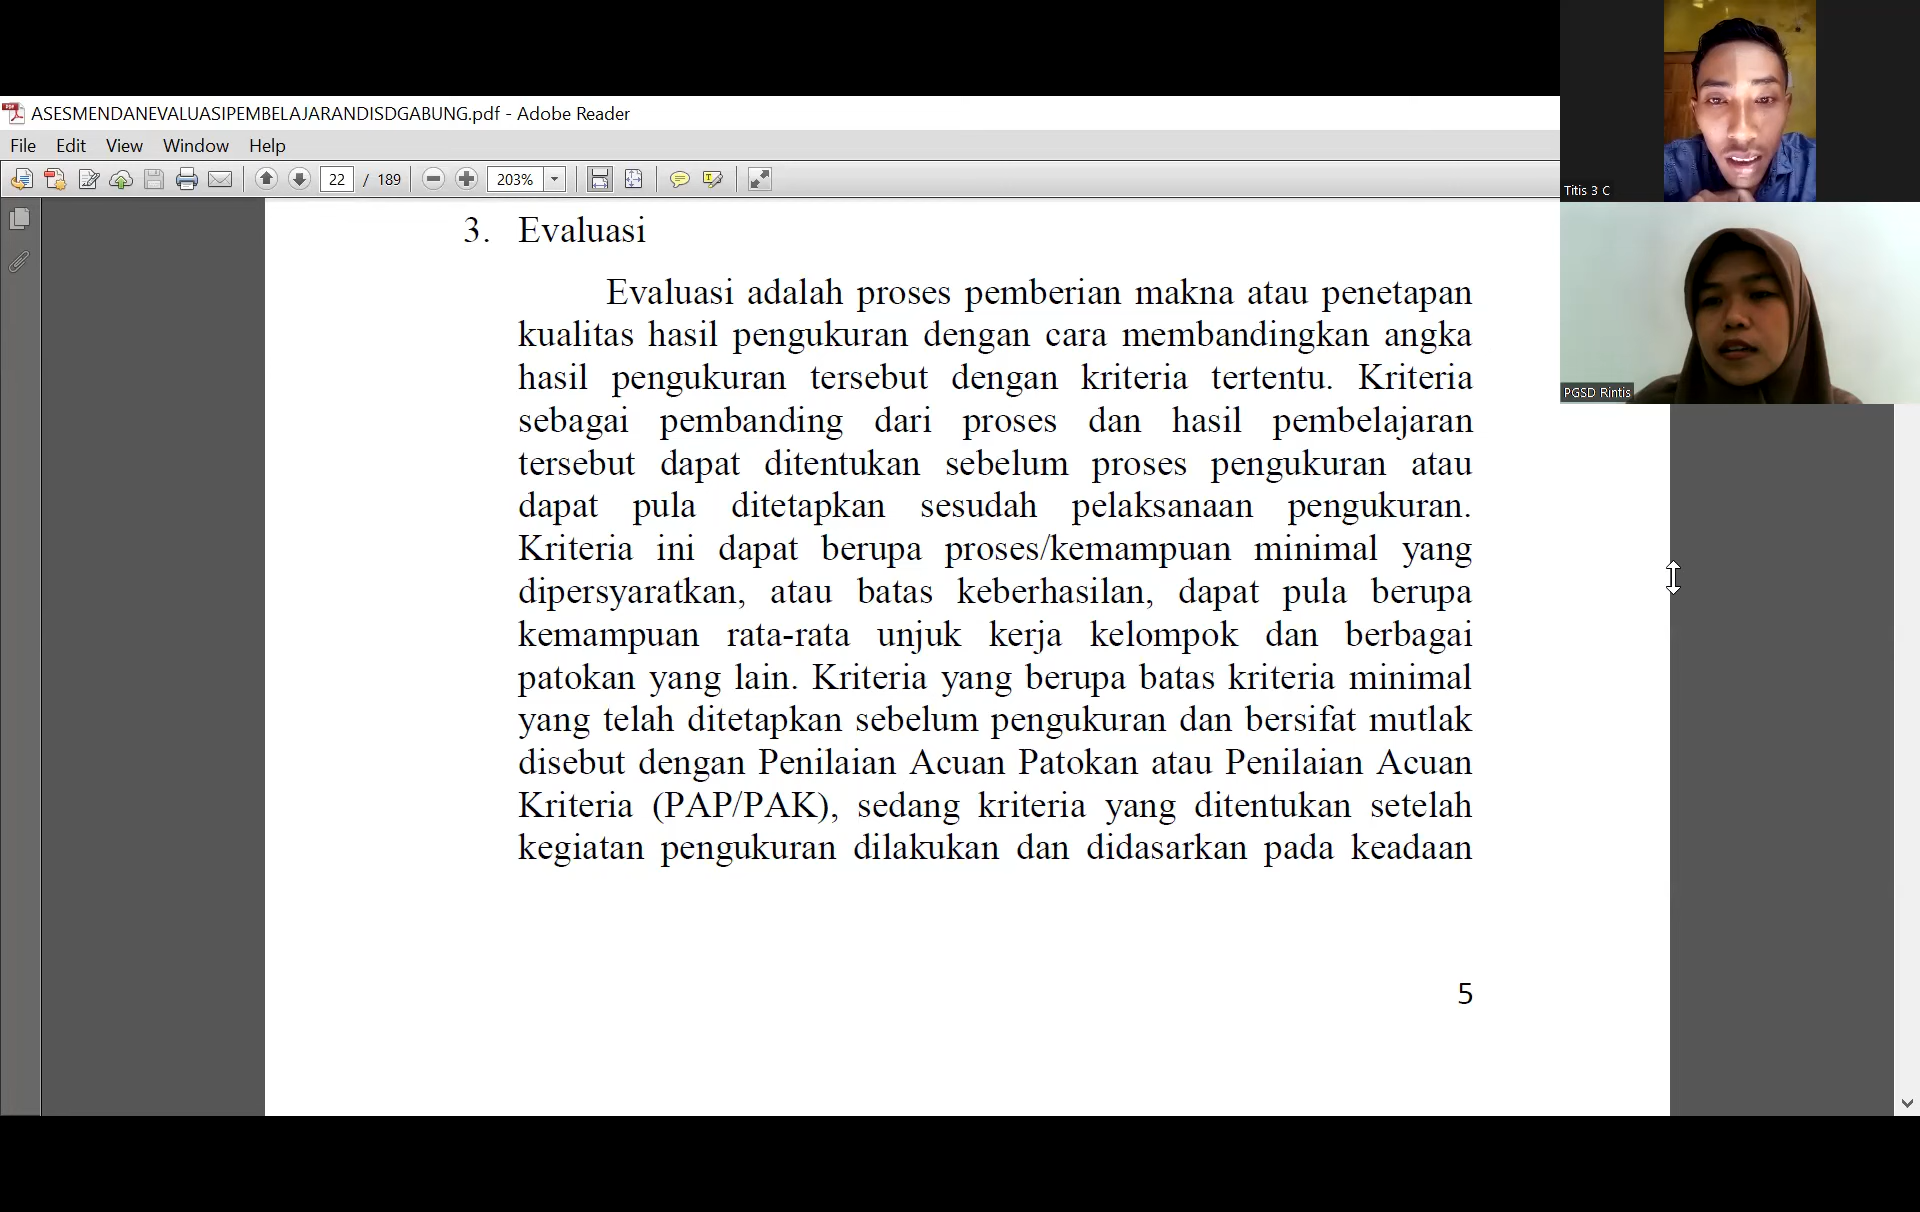 ASESMENDANEVALUASIPEMBELAJARANDISDGABUNG.pdf - Adobe Reader
File Edit View Window Help
22 / 189 203%
3. Evaluasi
Evaluasi adalah proses pemberian makna atau penetapan
kualitas hasil pengukuran dengan cara membandingkan angka
hasil pengukuran tersebut dengan kriteria tertentu. Kriteria
sebagai pembanding dari proses dan hasil pembelajaran
tersebut dapat ditentukan sebelum proses pengukuran atau
dapat pula ditetapkan sesudah pelaksanaan pengukuran.
Kriteria ini dapat berupa proses/kemampuan minimal yang
dipersyaratkan, atau batas keberhasilan, dapat pula berupa
kemampuan rata-rata unjuk kerja kelompok dan berbagai
patokan yang lain. Kriteria yang berupa batas kriteria minimal
yang telah ditetapkan sebelum pengukuran dan bersifat mutlak
disebut dengan Penilaian Acuan Patokan atau Penilaian Acuan
Kriteria (PAP/PAK), sedang kriteria yang ditentukan setelah
kegiatan pengukuran dilakukan dan didasarkan pada keadaan
5
Titis 3 C
PGSD Rintis